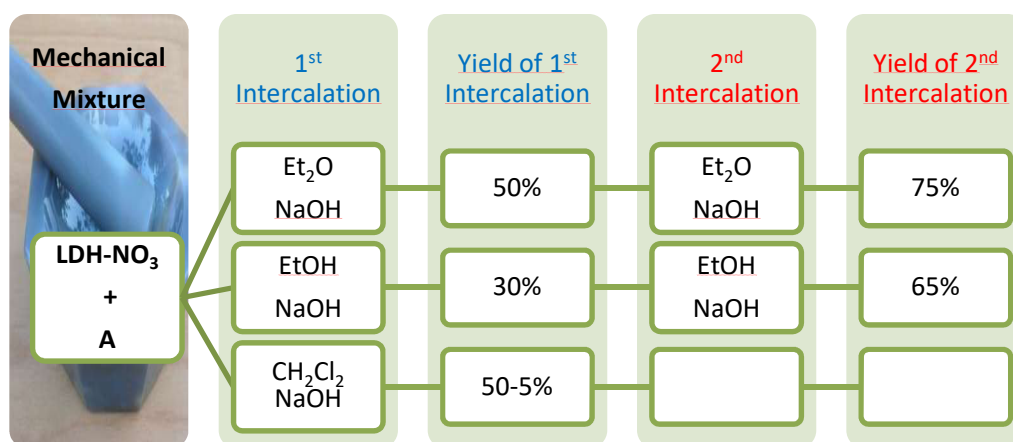 Mechanical
Mixture
LDH-NO₃
+
A
1st
Intercalation
Et₂O
NaOH
EtOH
NaOH
CH₂Cl₂
NaOH
Yield of 1st
Intercalation
50%
30%
50-5%
2nd
Intercalation
Et₂O
NaOH
EtOH
NaOH
Yield of 2nd
Intercalation
75%
65%